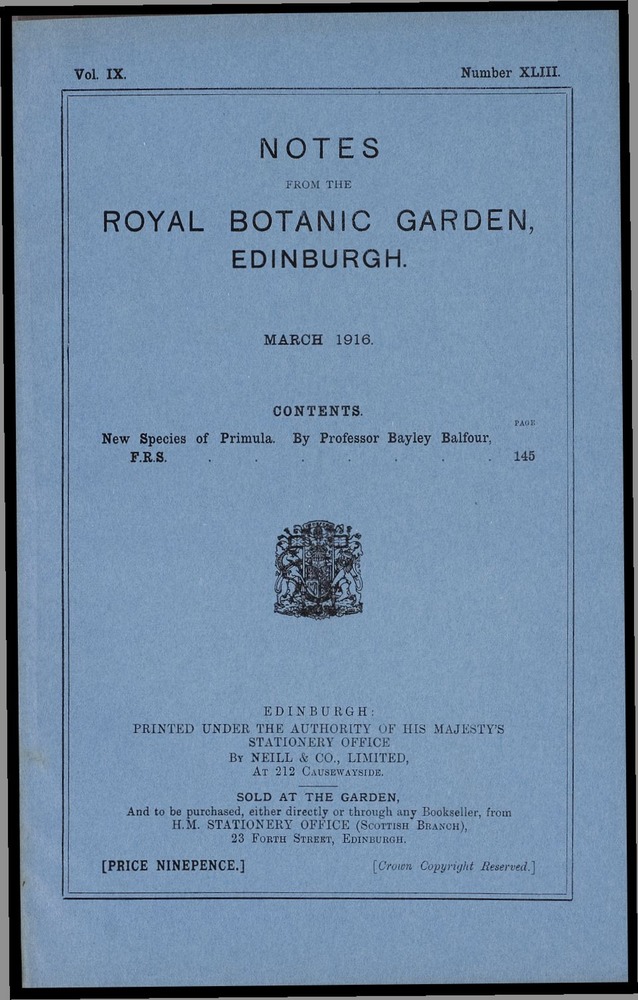 Vol. IX. Number XLIII.
NOTES
FROM THE
ROYAL BOTANIC GARDEN,
EDINBURGH.
MARCH 1916.
CONTENTS.
PAGE
New Species of Primula. By Professor Bayley Balfour,
F.R.S. . . . . . . . 145
EDINBURGH:
PRINTED UNDER THE AUTHORITY OF HIS MAJESTY'S
STATIONERY OFFICE
By NEILL & CO., LIMITED,
At 212 Causewayside.
SOLD AT THE GARDEN,
And to be purchased, either directly or through any Bookseller, from
H.M. STATIONERY OFFICE (Scottish Branch),
23 Forth Street, Edinburgh.
[PRICE NINEPENCE.] [Crown Copyright Reserved.]